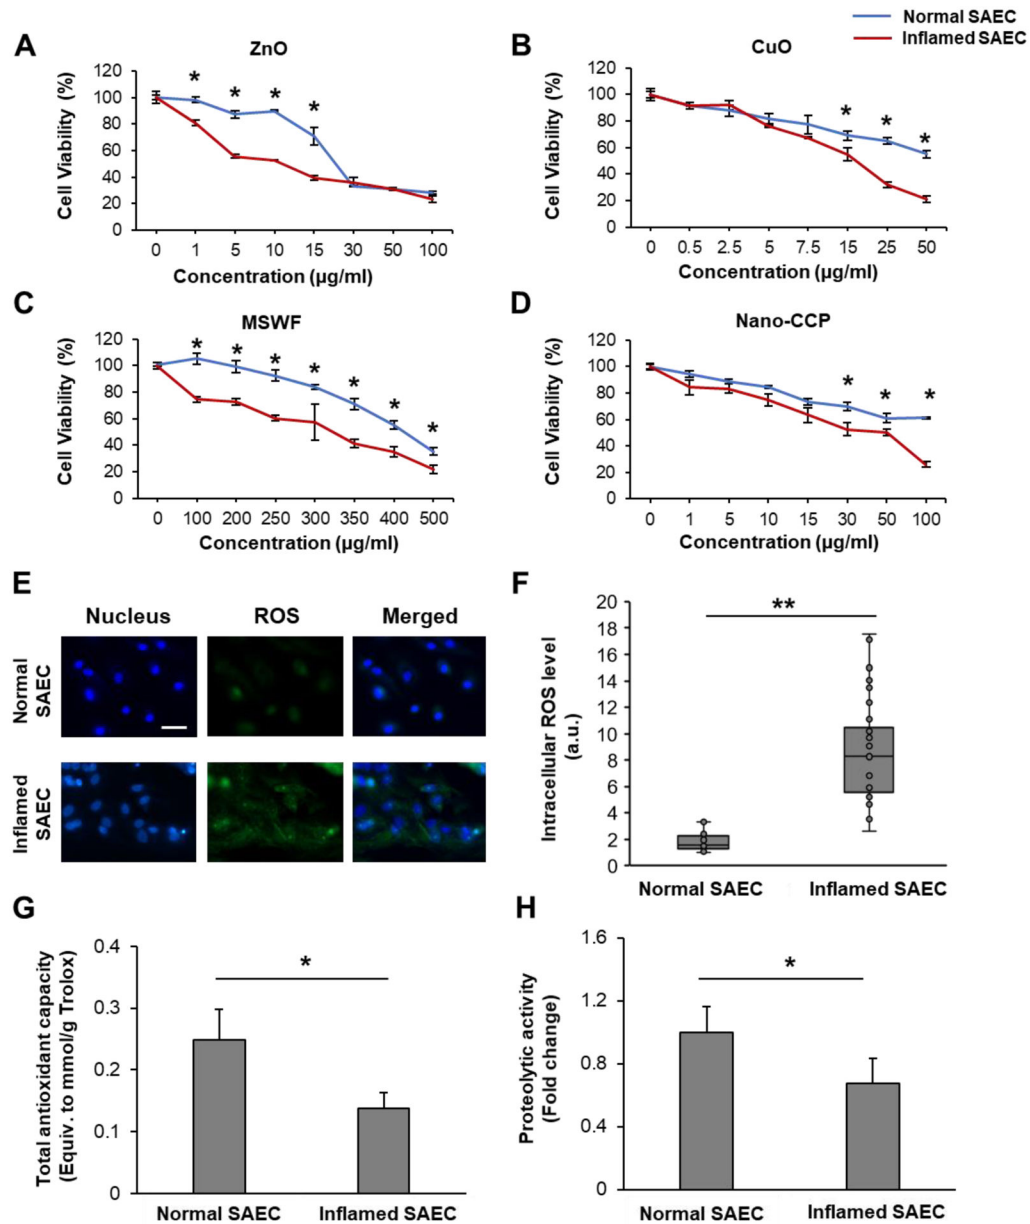 Normal SAEC
Inflamed SAEC
A
ZnO
Cell Viability (%)
120
100
80
60
40
20
0
* * * *
0 1 5 10 15 30 50 100
Concentration (µg/ml)
B
CuO
Cell Viability (%)
120
100
80
60
40
20
0
* * *
0 0.5 2.5 5 7.5 15 25 50
Concentration (µg/ml)
C
MSWF
Cell Viability (%)
120
100
80
60
40
20
0
* * * * * * *
0 100 200 250 300 350 400 500
Concentration (µg/ml)
D
Nano-CCP
Cell Viability (%)
120
100
80
60
40
20
0
* * *
0 1 5 10 15 30 50 100
Concentration (µg/ml)
E
Nucleus ROS Merged
Normal
SAEC
Inflamed
SAEC
F
Intracellular ROS level
(a.u.)
20
18
16
14
12
10
8
6
4
2
0
**
Normal SAEC Inflamed SAEC
G
Total antioxidant capacity
(Equiv. to mmol/g Trolox)
0.4
0.3
0.2
0.1
0
*
Normal SAEC Inflamed SAEC
H
Proteolytic activity
(Fold change)
1.6
1.2
0.8
0.4
0
*
Normal SAEC Inflamed SAEC